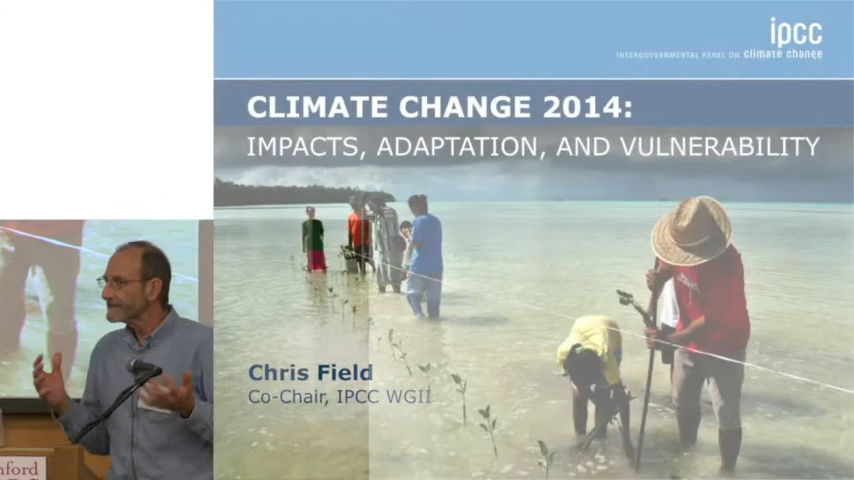 ipcc
INTERGOVERNMENTAL PANEL ON climate change
CLIMATE CHANGE 2014:
IMPACTS, ADAPTATION, AND VULNERABILITY
Chris Field
Co-Chair, IPCC WGII
nford